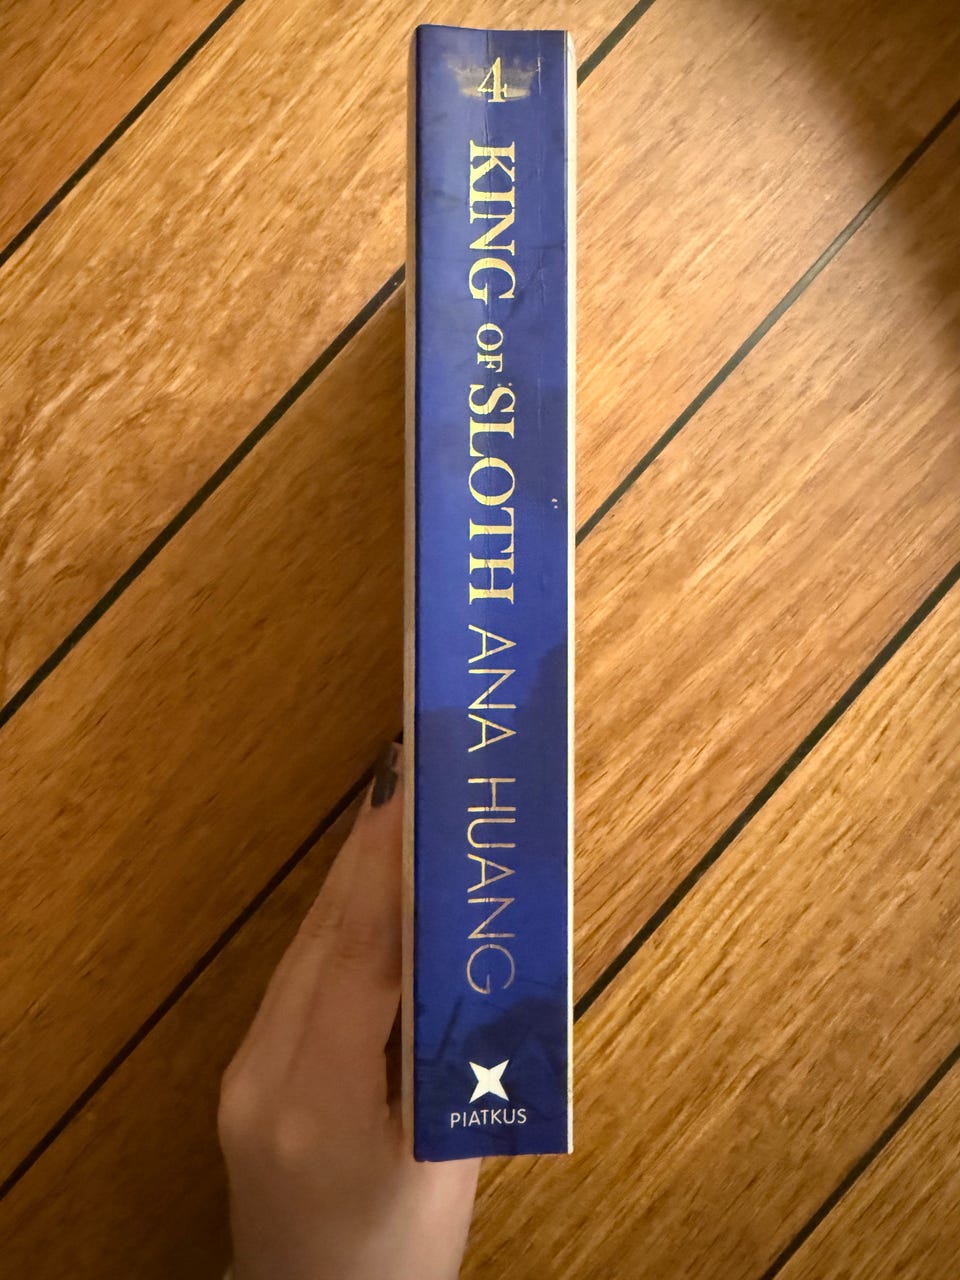 4
KING OF SLOTH ANA HUANG
PIATKUS